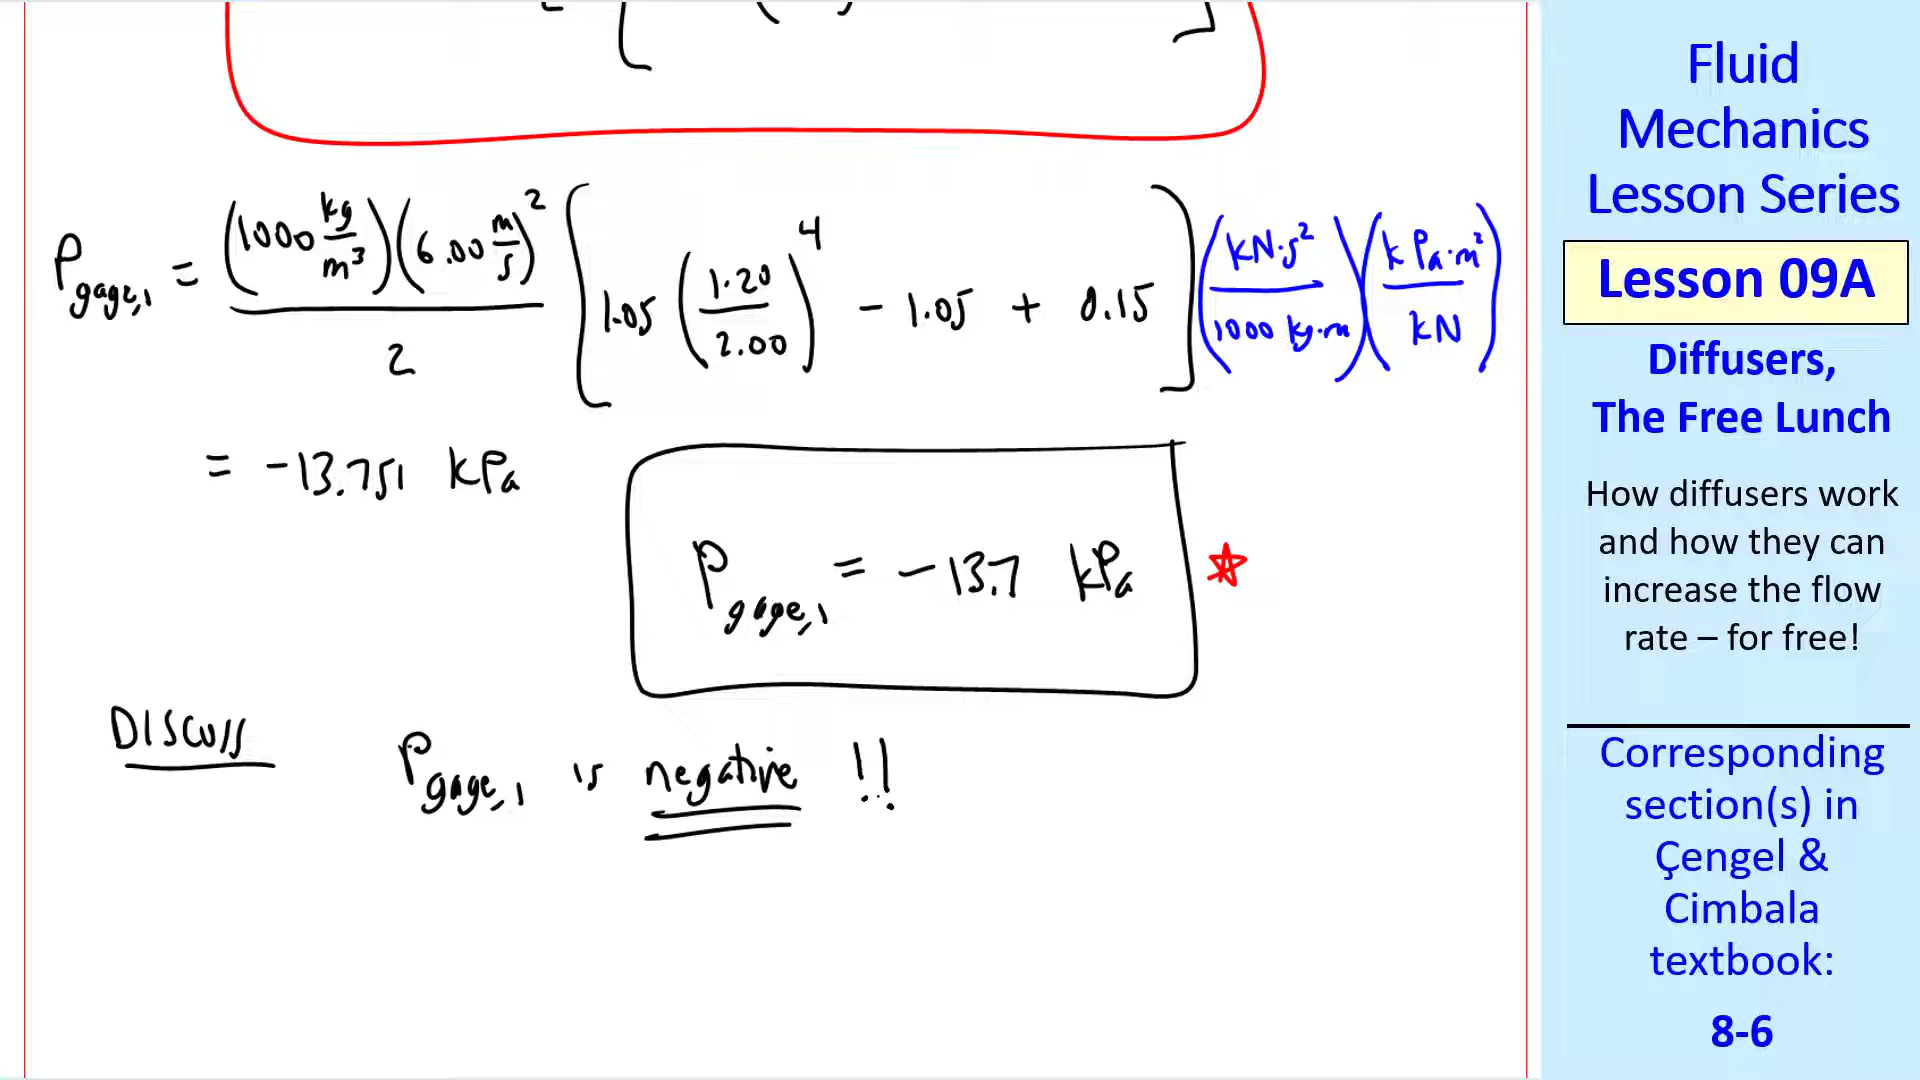 P_gage,1 = (1000 kg/m³)(6.00 m/s)² / 2 [1.05 (1.20/2.00)⁴ - 1.05 + 0.15] (kN·s²/1000 kg·m)(kPa·m²/kN)
= -13.751 kPa
P_gage,1 = -13.7 kPa
DISCUSS P_gage,1 is negative !!
Fluid
Mechanics
Lesson Series
Lesson 09A
Diffusers,
The Free Lunch
How diffusers work
and how they can
increase the flow
rate – for free!
Corresponding
section(s) in
Çengel &
Cimbala
textbook:
8-6